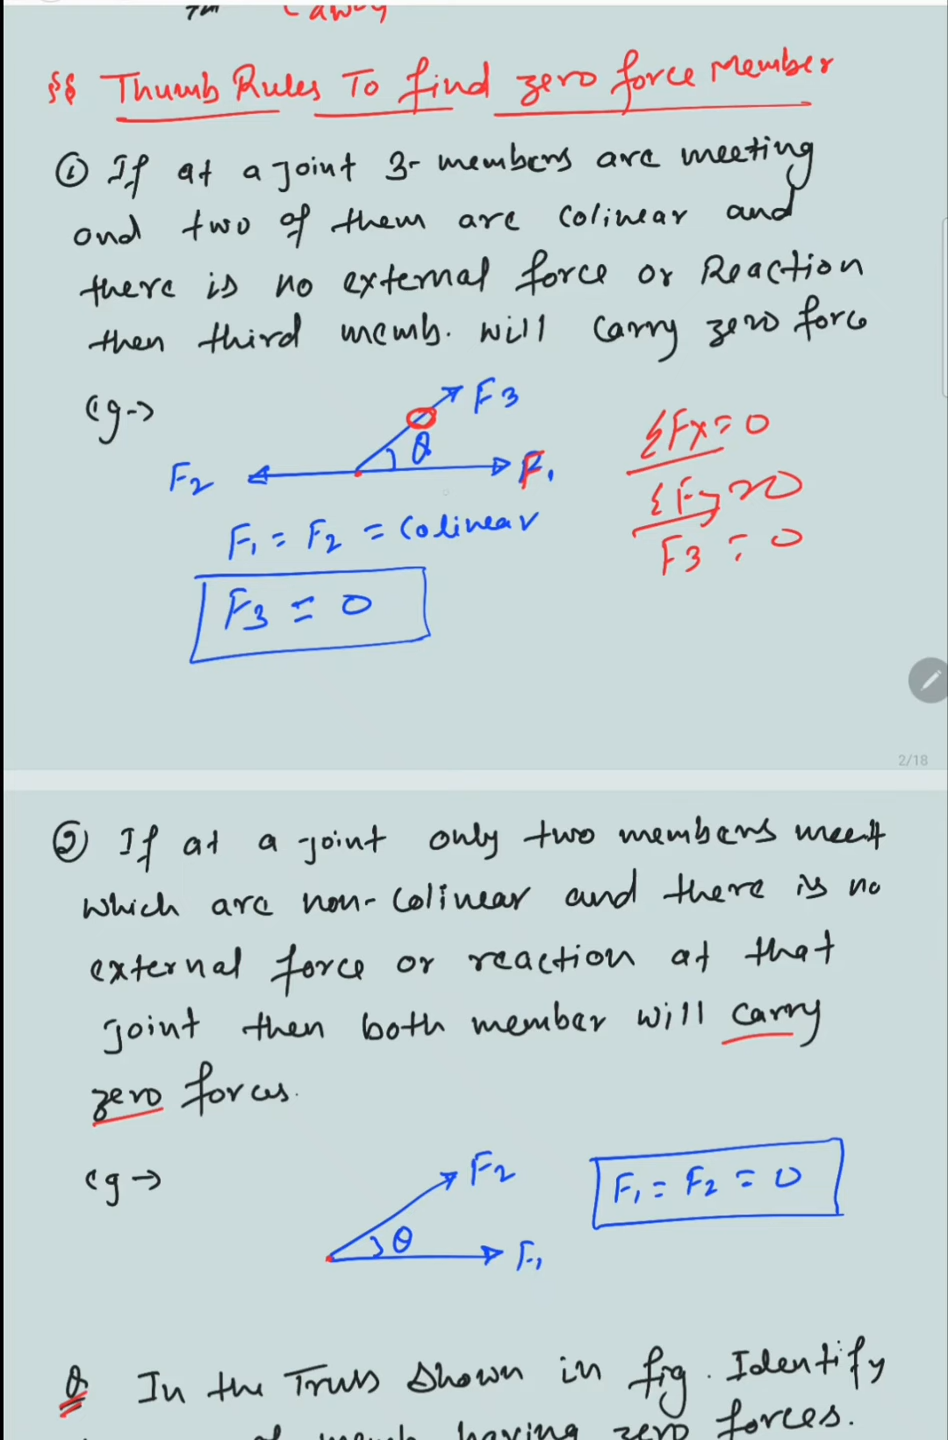 §§ Thumb Rules To find zero force Member
① If at a joint 3- members are meeting
and two of them are colinear and
there is no external force or Reaction
then third memb. will carry zero force
eg->
F3
θ
F2
F1
F1 = F2 = Colinear
F3 = 0
ΣFx = 0
ΣFy = 0
F3 = 0
2/18
② If at a joint only two members meet
which are non-colinear and there is no
external force or reaction at that
joint then both member will carry
zero forces.
eg →
F2
θ
F1
F1 = F2 = 0
Q In the Truss shown in fig. Identify
having zero forces.